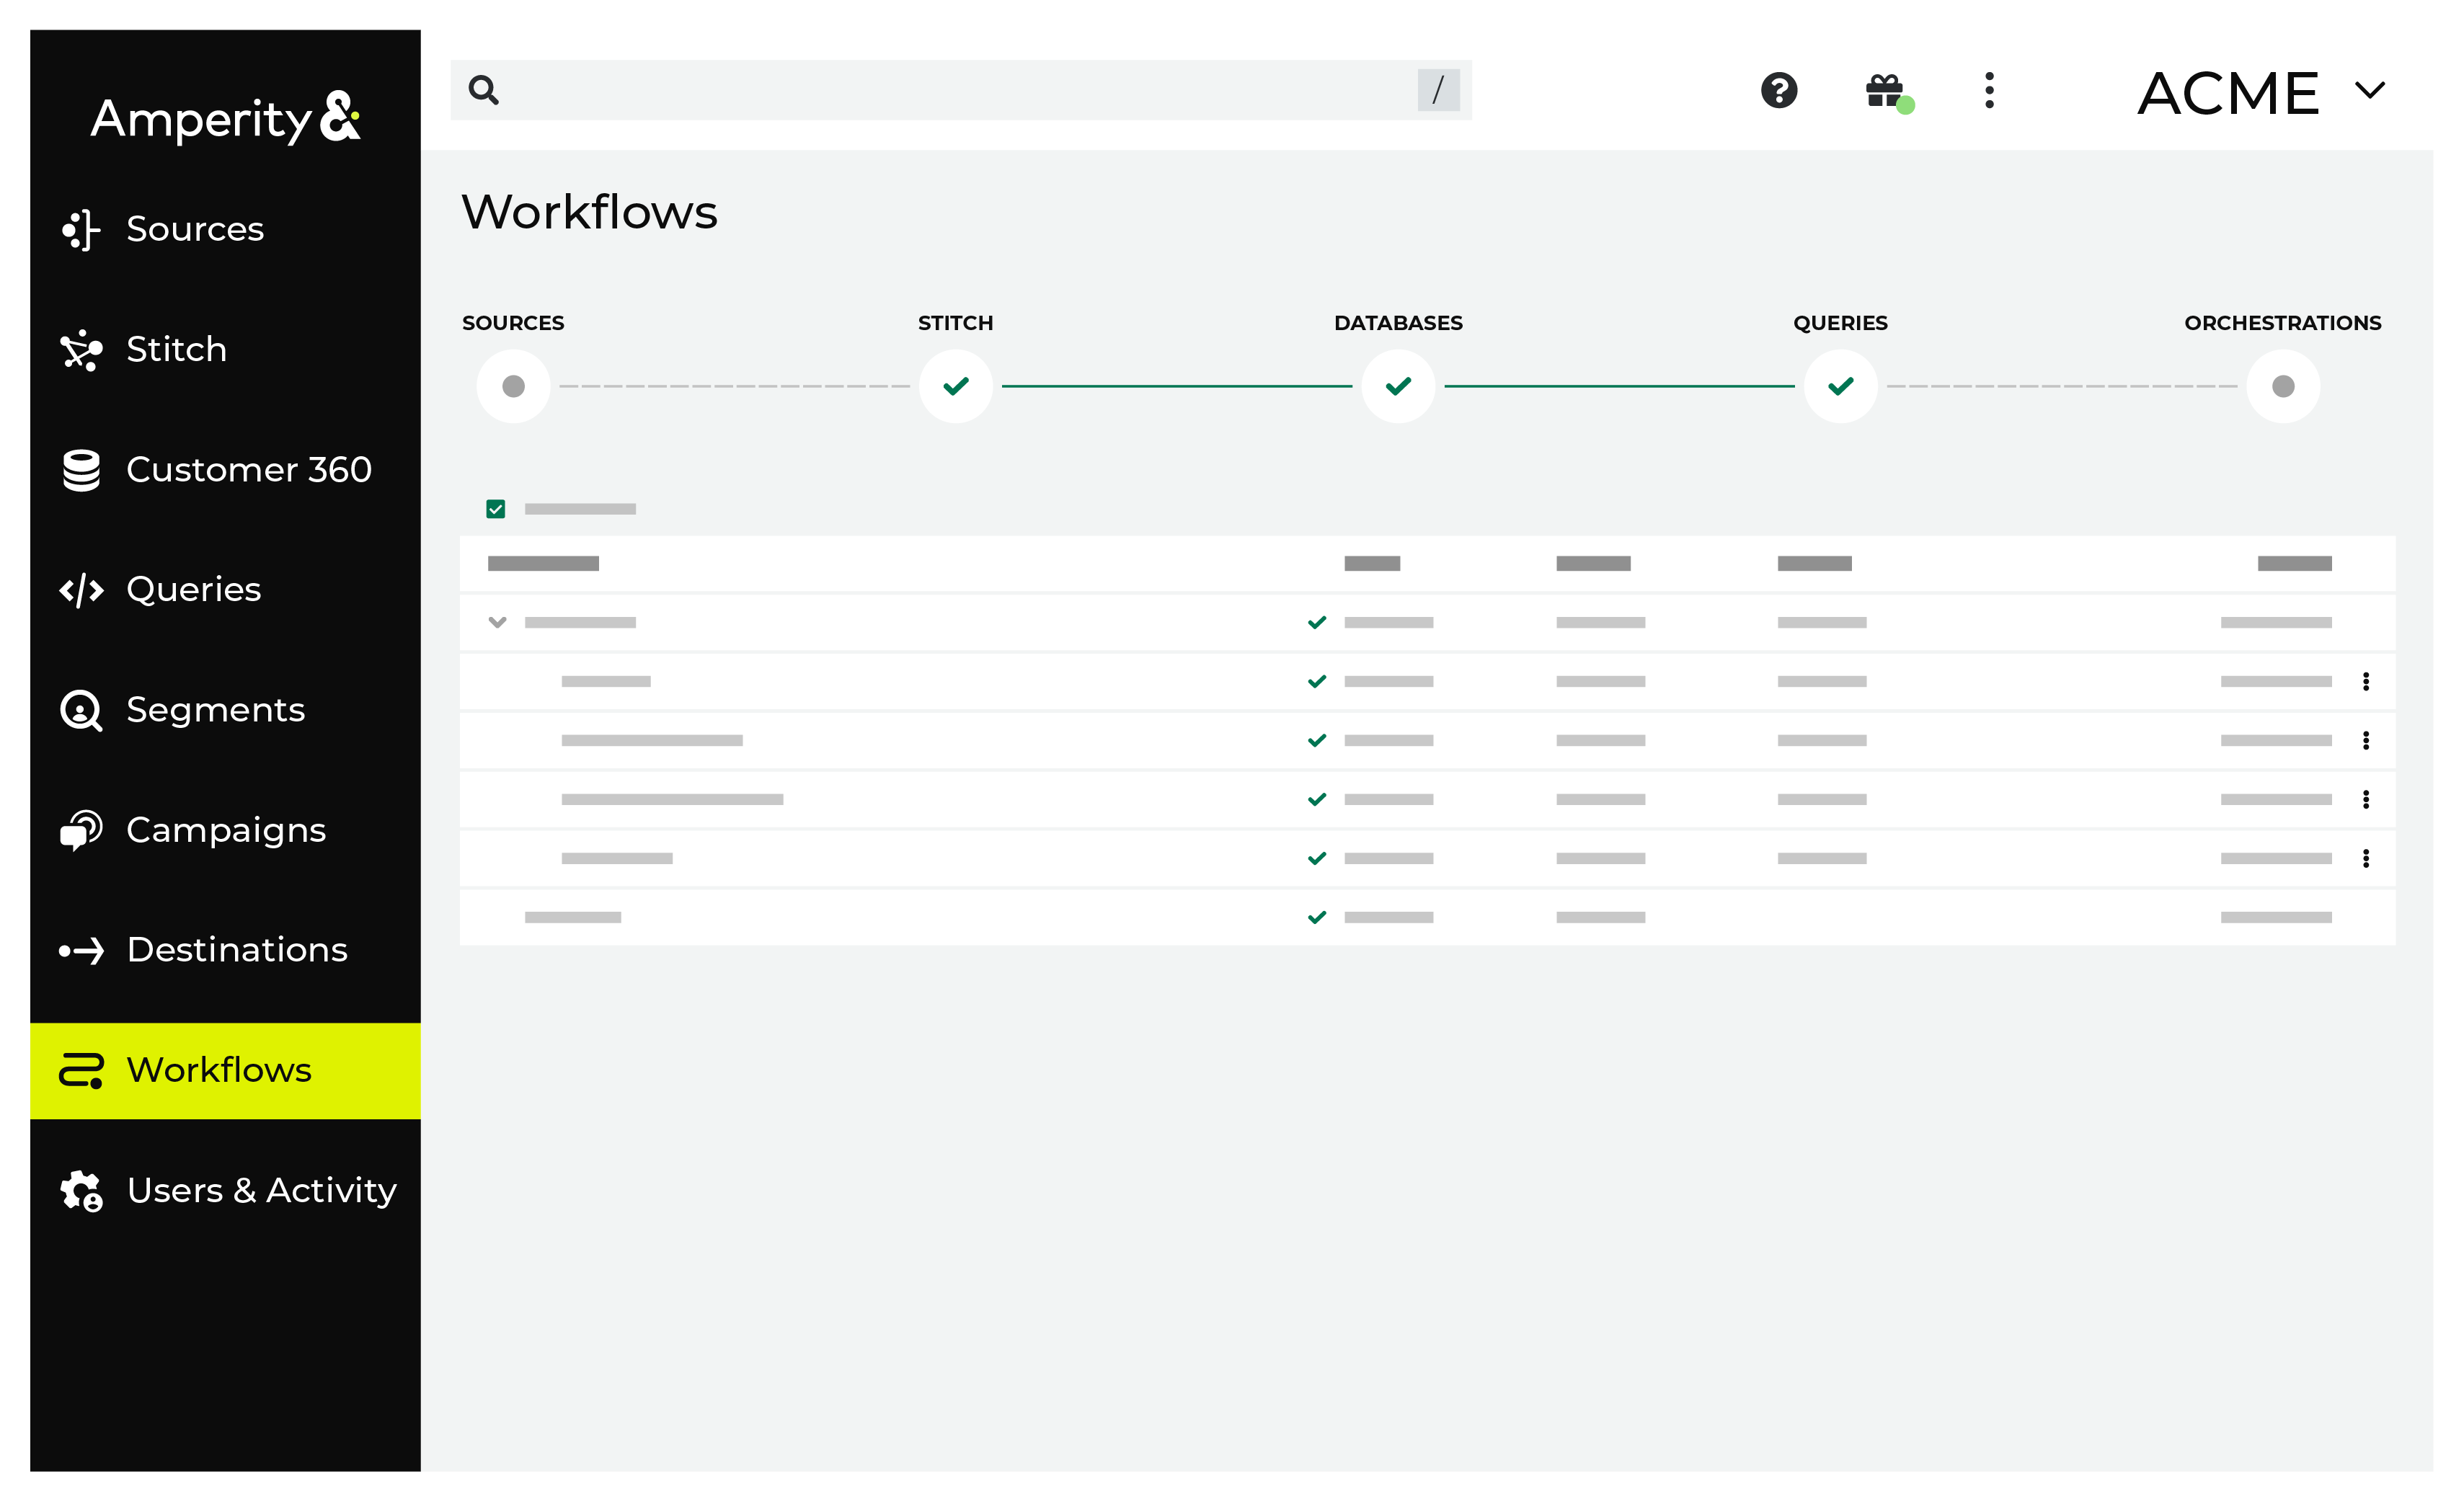 Amperity&
Sources
Stitch
Customer 360
Queries
Segments
Campaigns
Destinations
Workflows
Users & Activity
/
?
ACME
Workflows
SOURCES STITCH DATABASES QUERIES ORCHESTRATIONS